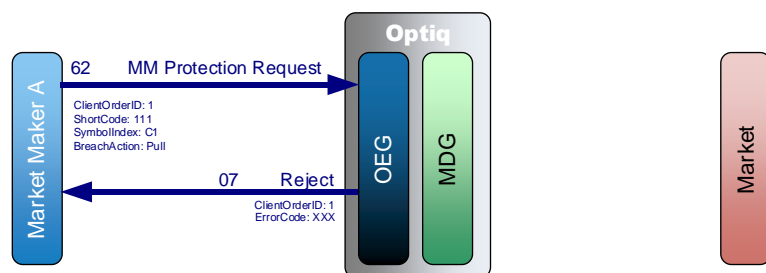 Optiq
Market Maker A
62 MM Protection Request
ClientOrderID: 1
ShortCode: 111
SymbolIndex: C1
BreachAction: Pull
07 Reject
ClientOrderID: 1
ErrorCode: XXX
OEG
MDG
Market